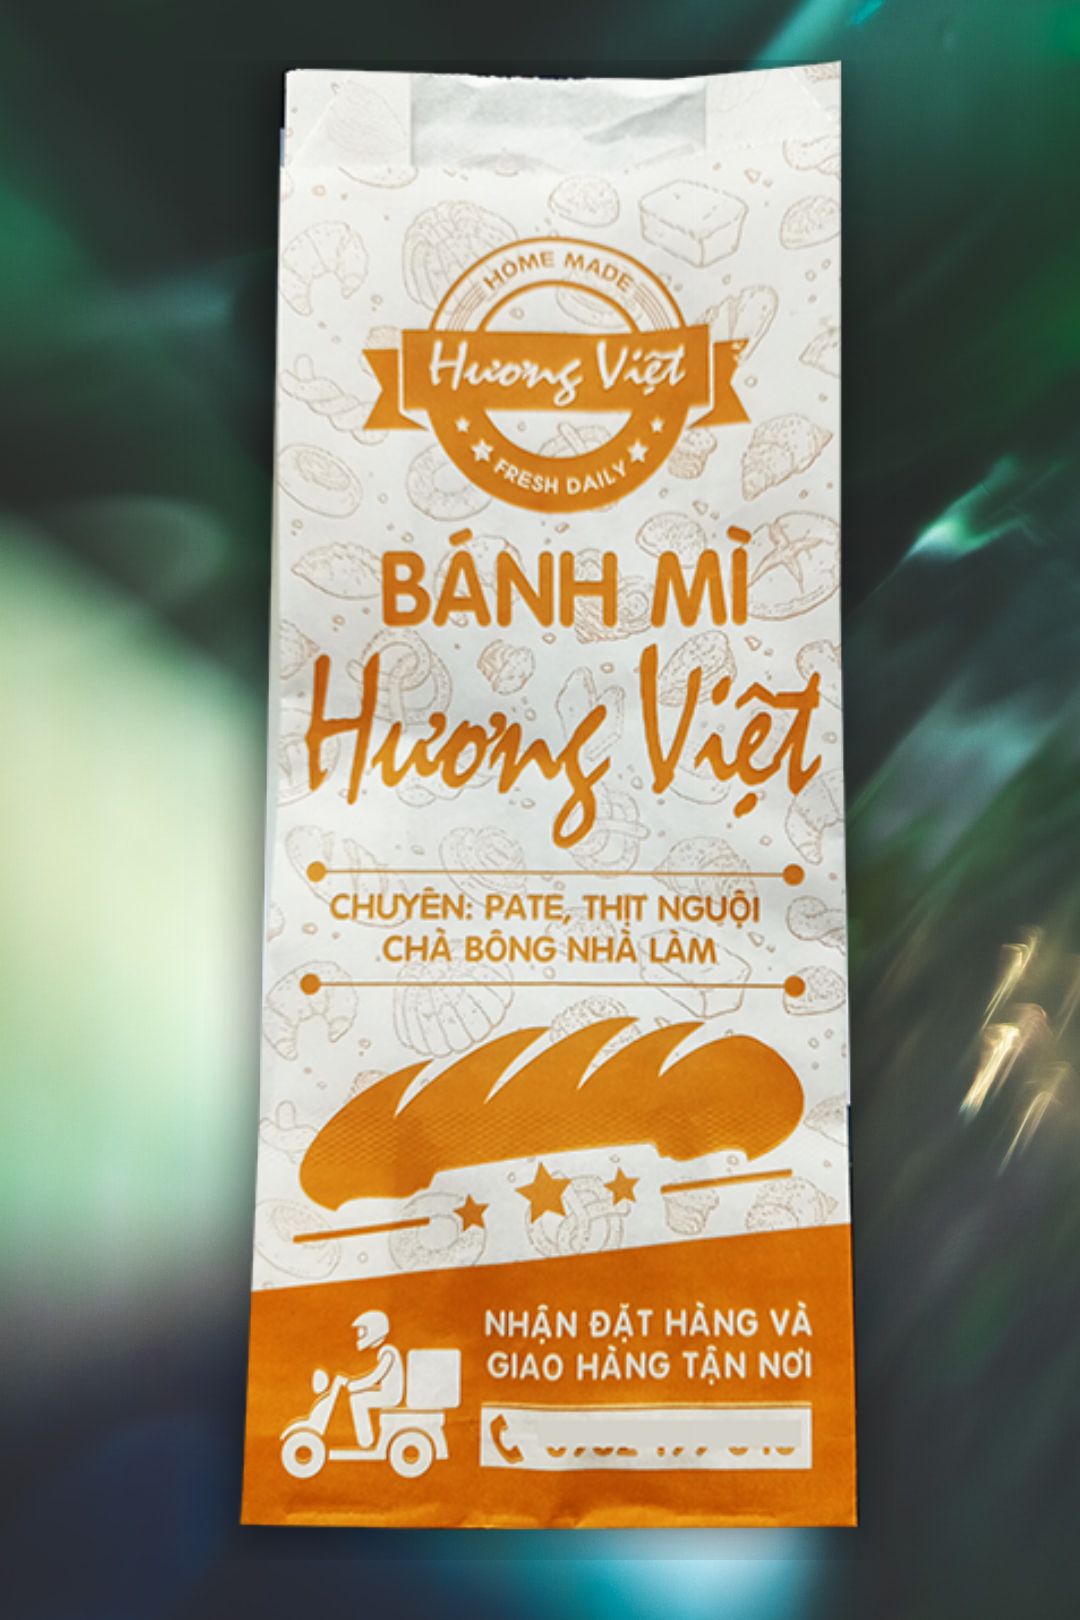 HOME MADE
Hương Việt
FRESH DAILY
BÁNH MÌ
Hương Việt
CHUYÊN: PATE, THỊT NGUỘI
CHÀ BÔNG NHÀ LÀM
NHẬN ĐẶT HÀNG VÀ
GIAO HÀNG TẬN NƠI